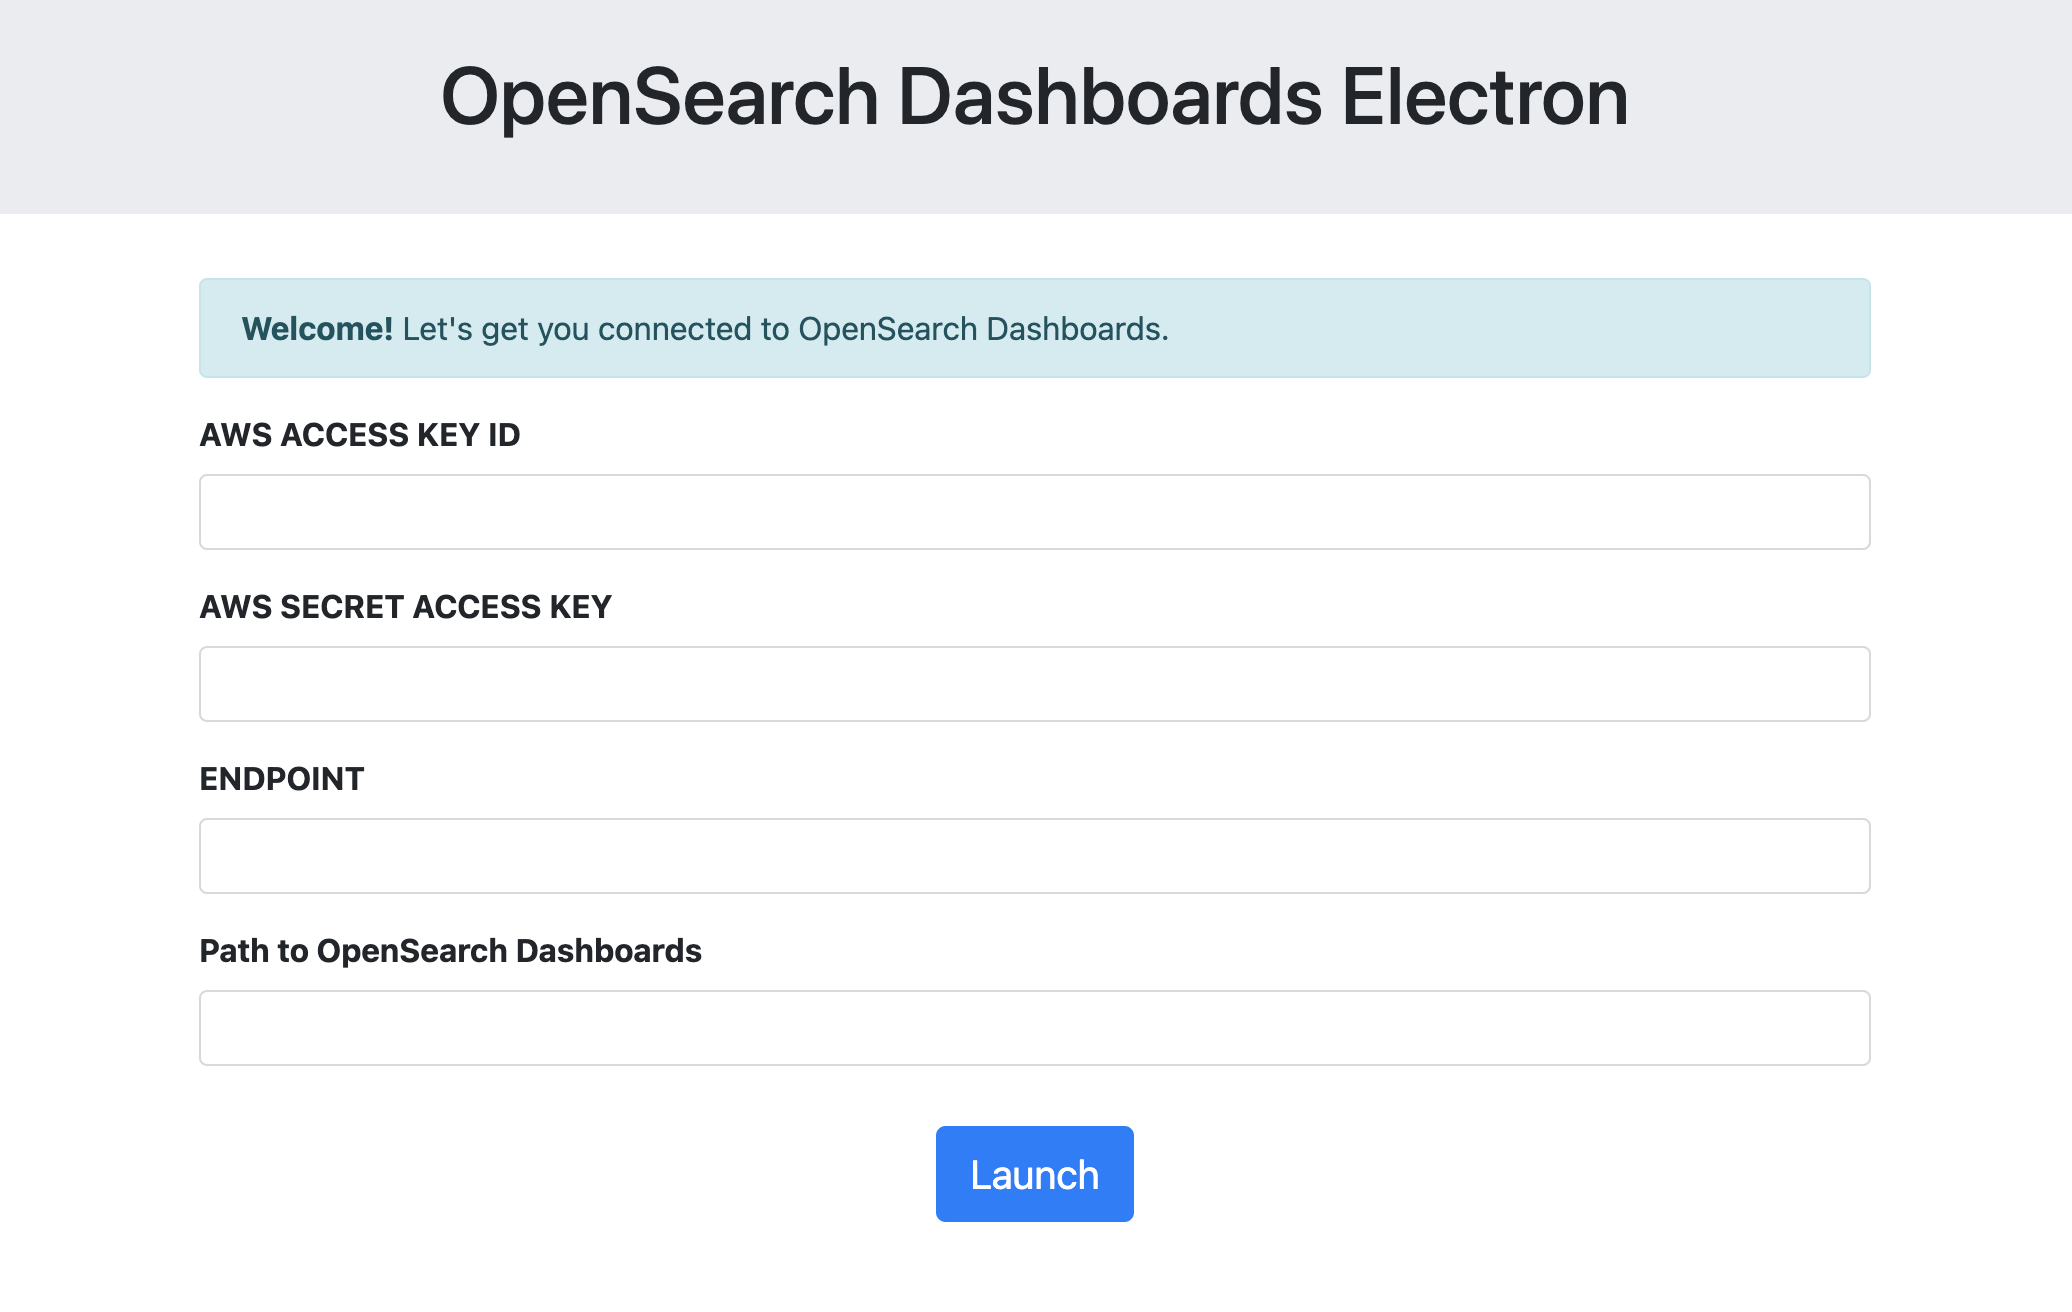 OpenSearch Dashboards Electron
Welcome! Let's get you connected to OpenSearch Dashboards.
AWS ACCESS KEY ID
AWS SECRET ACCESS KEY
ENDPOINT
Path to OpenSearch Dashboards
Launch